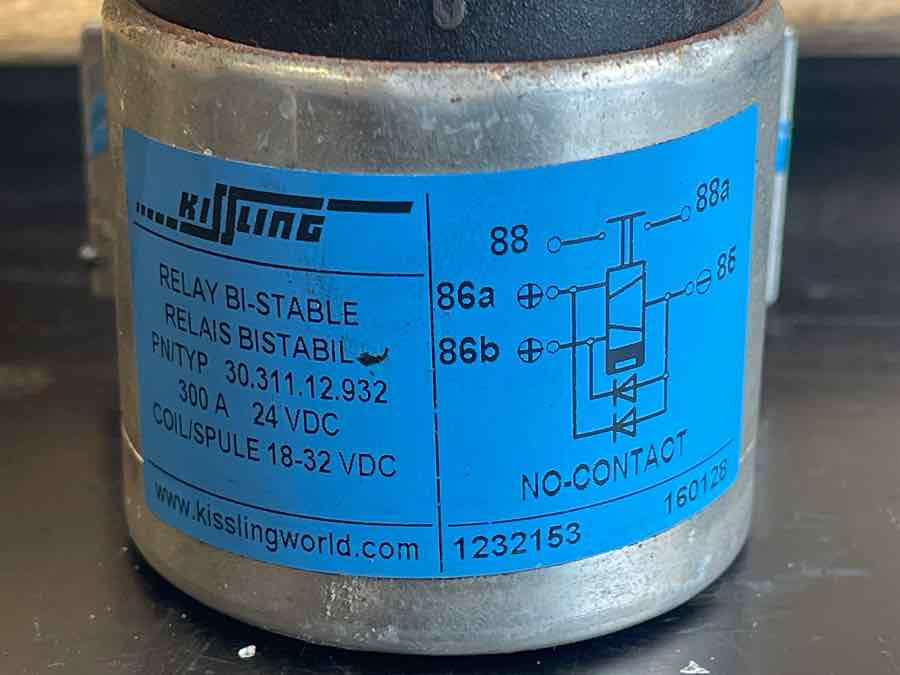 KISSLING
RELAY BI-STABLE
RELAIS BISTABIL
PN/TYP 30.311.12.932
300 A 24 VDC
COIL/SPULE 18-32 VDC
www.kisslingworld.com
88 88a
86a 86
86b
NO-CONTACT
1232153 160128